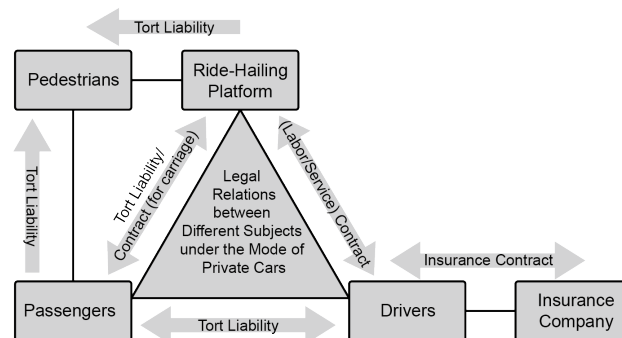 Tort Liability
Pedestrians
Ride-Hailing
Platform
Tort Liability
Tort Liability/
Contract (for carriage)
(Labor/Service) Contract
Legal
Relations
between
Different Subjects
under the Mode of
Private Cars
Insurance Contract
Passengers
Tort Liability
Drivers
Insurance
Company